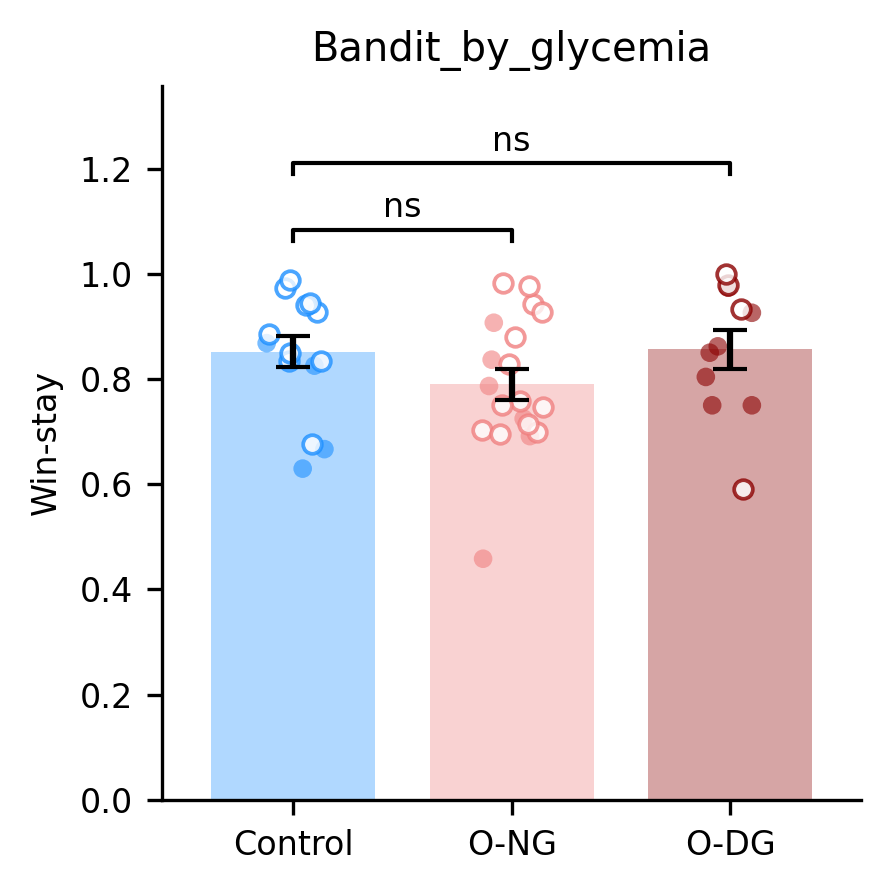 Bandit_by_glycemia
ns
ns
Win-stay
1.2
1.0
0.8
0.6
0.4
0.2
0.0
Control
O-NG
O-DG